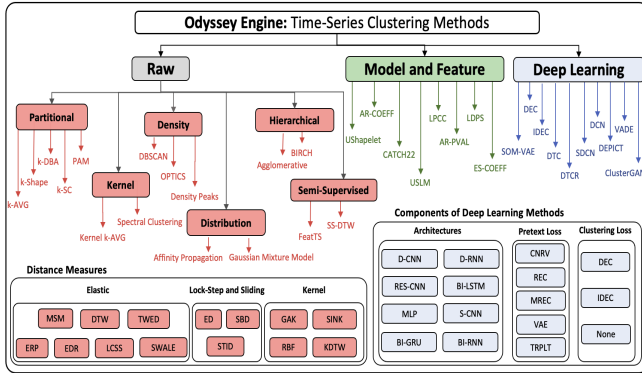 Odyssey Engine: Time-Series Clustering Methods
Raw
Model and Feature
Deep Learning
Partitional
k-AVG
k-Shape
k-DBA
k-SC
PAM
Kernel
Kernel k-AVG
Spectral Clustering
Density
DBSCAN
OPTICS
Density Peaks
Distribution
Affinity Propagation
Gaussian Mixture Model
Hierarchical
Agglomerative
BIRCH
Semi-Supervised
FeatTS
SS-DTW
UShapelet
AR-COEFF
CATCH22
USLM
LPCC
AR-PVAL
LDPS
ES-COEFF
SOM-VAE
DEC
IDEC
DTC
DTCR
SDCN
DCN
DEPICT
VADE
ClusterGAN
Distance Measures
Elastic
MSM
DTW
TWED
ERP
EDR
LCSS
SWALE
Lock-Step and Sliding
ED
SBD
STID
Kernel
GAK
SINK
RBF
KDTW
Components of Deep Learning Methods
Architectures
D-CNN
D-RNN
RES-CNN
BI-LSTM
MLP
S-CNN
BI-GRU
BI-RNN
Pretext Loss
CNRV
REC
MREC
VAE
TRPLT
Clustering Loss
DEC
IDEC
None